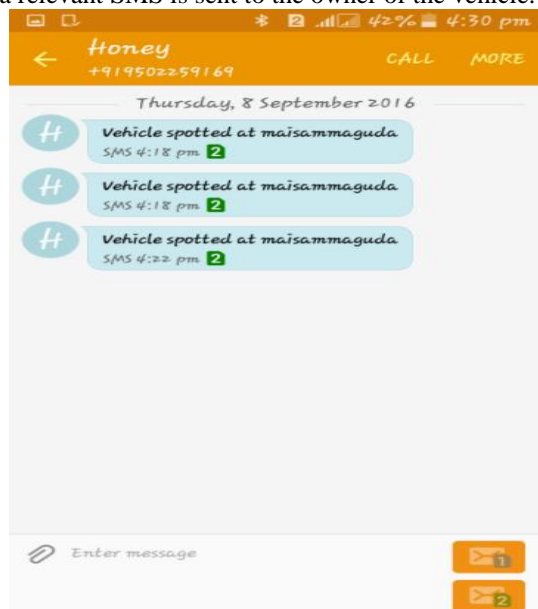 a relevant SMS is sent to the owner of the vehicle.
2 42% 4:30 pm
Honey
+919502259169
CALL MORE
Thursday, 8 September 2016
H
Vehicle spotted at maisammaguda
SMS 4:18 pm 2
H
Vehicle spotted at maisammaguda
SMS 4:18 pm 2
H
Vehicle spotted at maisammaguda
SMS 4:22 pm 2
Enter message
1
2